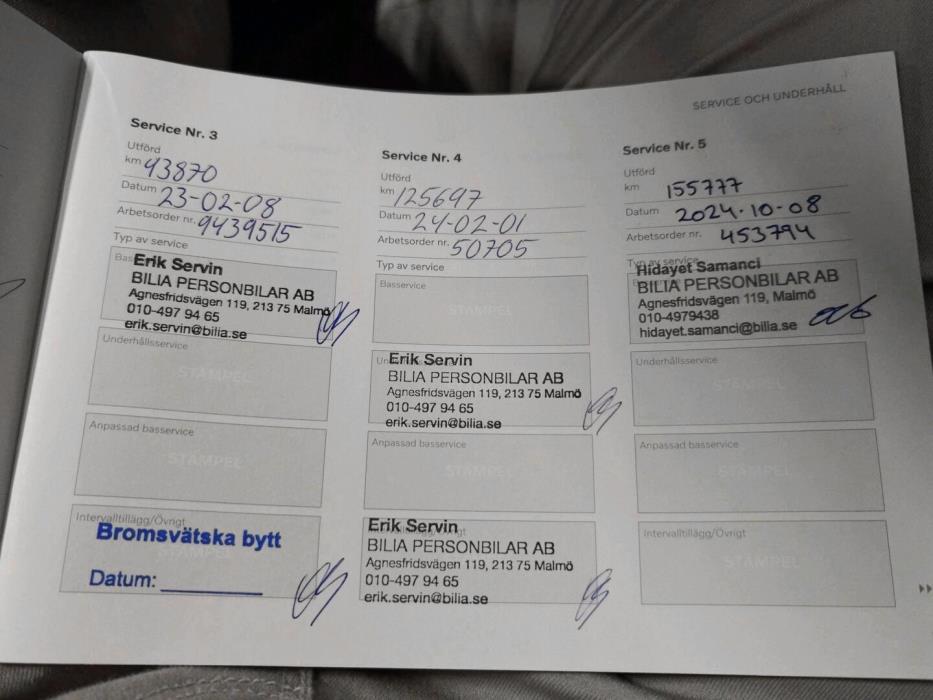 SERVICE OCH UNDERHÅLL
Service Nr. 3
Utförd
km 93870
Datum 23-02-08
Arbetsorder nr. 9439515
Typ av service
Erik Servin
BILIA PERSONBILAR AB
Agnesfridsvägen 119, 213 75 Malmö
010-497 94 65
erik.servin@bilia.se
Underhållsservice
STÄMPEL
Anpassad basservice
STÄMPEL
Intervalltillägg/Övrigt
Bromsvätska bytt
STÄMPEL
Datum:
Service Nr. 4
Utförd
km 125697
Datum 24-02-01
Arbetsorder nr. 50705
Typ av service
Basservice
STÄMPEL
Erik Servin
BILIA PERSONBILAR AB
Agnesfridsvägen 119, 213 75 Malmö
010-497 94 65
erik.servin@bilia.se
Anpassad basservice
STÄMPEL
Erik Servin
BILIA PERSONBILAR AB
Agnesfridsvägen 119, 213 75 Malmö
010-497 94 65
erik.servin@bilia.se
Service Nr. 5
Utförd
km 155777
Datum 2024-10-08
Arbetsorder nr. 453794
Typ av service
Hidayet Samanci
BILIA PERSONBILAR AB
Agnesfridsvägen 119, Malmö
010-4979438
hidayet.samanci@bilia.se
Underhållsservice
STÄMPEL
Anpassad basservice
STÄMPEL
Intervalltillägg/Övrigt
STÄMPEL